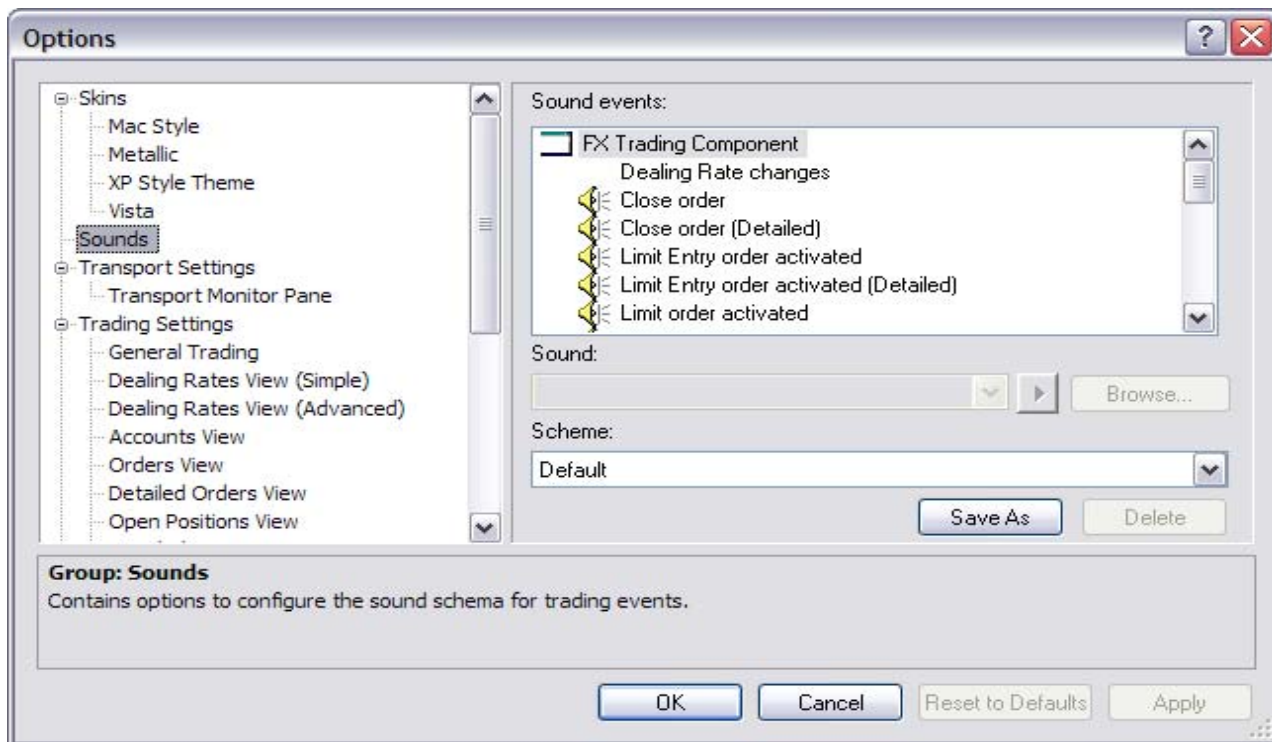 Options
Skins
Mac Style
Metallic
XP Style Theme
Vista
Sounds
Transport Settings
Transport Monitor Pane
Trading Settings
General Trading
Dealing Rates View (Simple)
Dealing Rates View (Advanced)
Accounts View
Orders View
Detailed Orders View
Open Positions View
Sound events:
FX Trading Component
Dealing Rate changes
Close order
Close order (Detailed)
Limit Entry order activated
Limit Entry order activated (Detailed)
Limit order activated
Sound:
Browse...
Scheme:
Default
Save As
Delete
Group: Sounds
Contains options to configure the sound schema for trading events.
OK
Cancel
Reset to Defaults
Apply